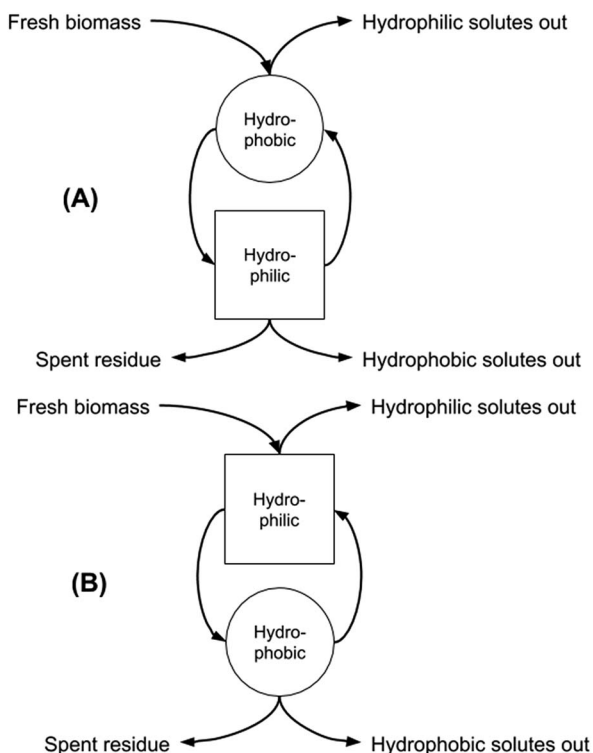 Fresh biomass
Hydrophilic solutes out
Hydro-
phobic
(A)
Hydro-
philic
Spent residue
Hydrophobic solutes out
Fresh biomass
Hydrophilic solutes out
Hydro-
philic
(B)
Hydro-
phobic
Spent residue
Hydrophobic solutes out